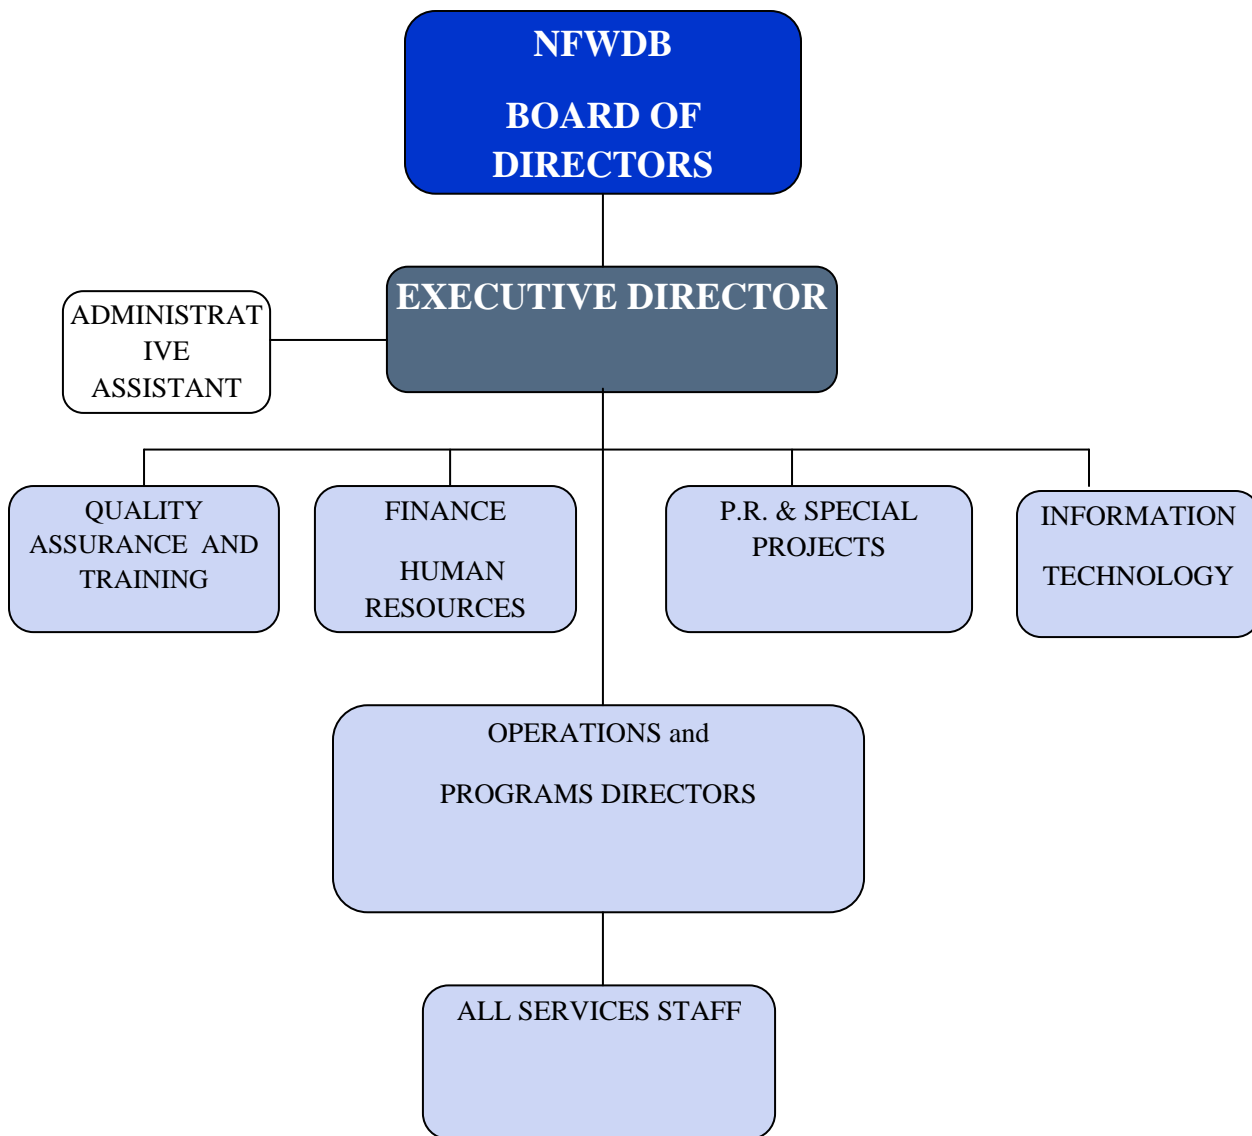 NFWDB
BOARD OF
DIRECTORS
EXECUTIVE DIRECTOR
ADMINISTRAT
IVE
ASSISTANT
QUALITY
ASSURANCE  AND
TRAINING
FINANCE
HUMAN
RESOURCES
P.R. & SPECIAL
PROJECTS
INFORMATION
TECHNOLOGY
OPERATIONS and
PROGRAMS DIRECTORS
ALL SERVICES STAFF